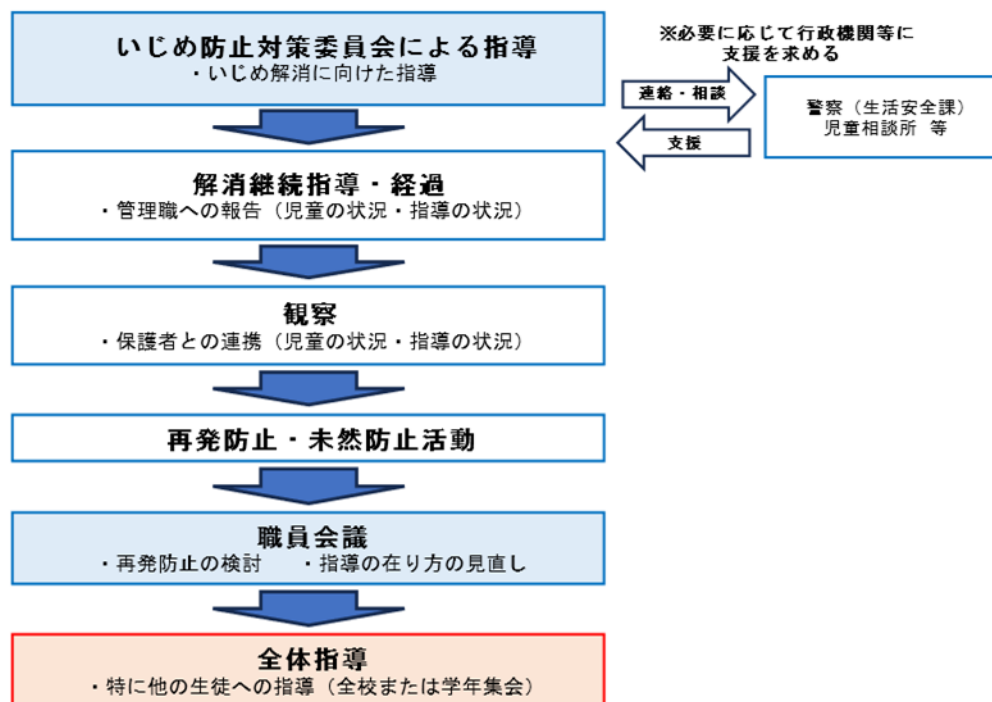 いじめ防止対策委員会による指導
・いじめ解消に向けた指導
※必要に応じて行政機関等に
支援を求める
連絡・相談
支援
警察（生活安全課）
児童相談所 等
解消継続指導・経過
・管理職への報告（児童の状況・指導の状況）
観察
・保護者との連携（児童の状況・指導の状況）
再発防止・未然防止活動
職員会議
・再発防止の検討　・指導の在り方の見直し
全体指導
・特に他の生徒への指導（全校または学年集会）